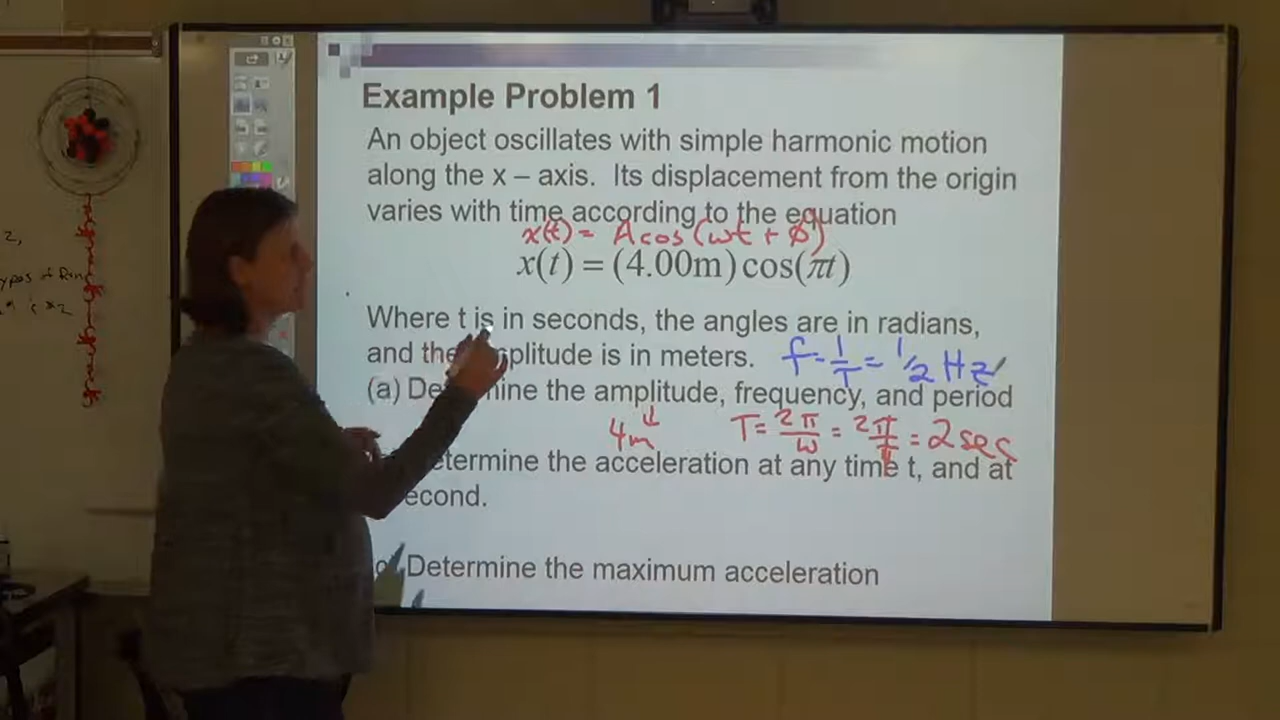 Example Problem 1
An object oscillates with simple harmonic motion
along the x – axis. Its displacement from the origin
varies with time according to the equation
x(t) = A cos(ωt + φ)
x(t) = (4.00m) cos(πt)
Where t is in seconds, the angles are in radians,
and the plitude is in meters. f = 1/T = 1/2 Hz
(a) De ine the amplitude, frequency, and period
4m T = 2π/ω = 2π/π = 2 sec
etermine the acceleration at any time t, and at
econd.
Determine the maximum acceleration